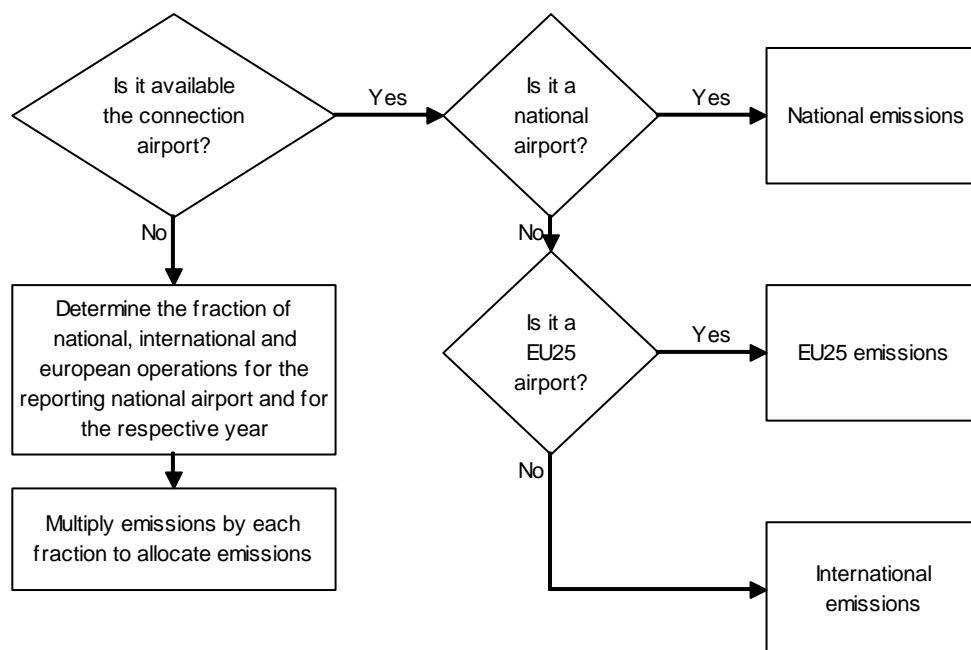 Is it available
the connection
airport?
Yes
Is it a
national
airport?
Yes
National emissions
No
No
Determine the fraction of
national, international and
european operations for the
reporting national airport and for
the respective year
Is it a
EU25
airport?
Yes
EU25 emissions
No
Multiply emissions by each
fraction to allocate emissions
International
emissions